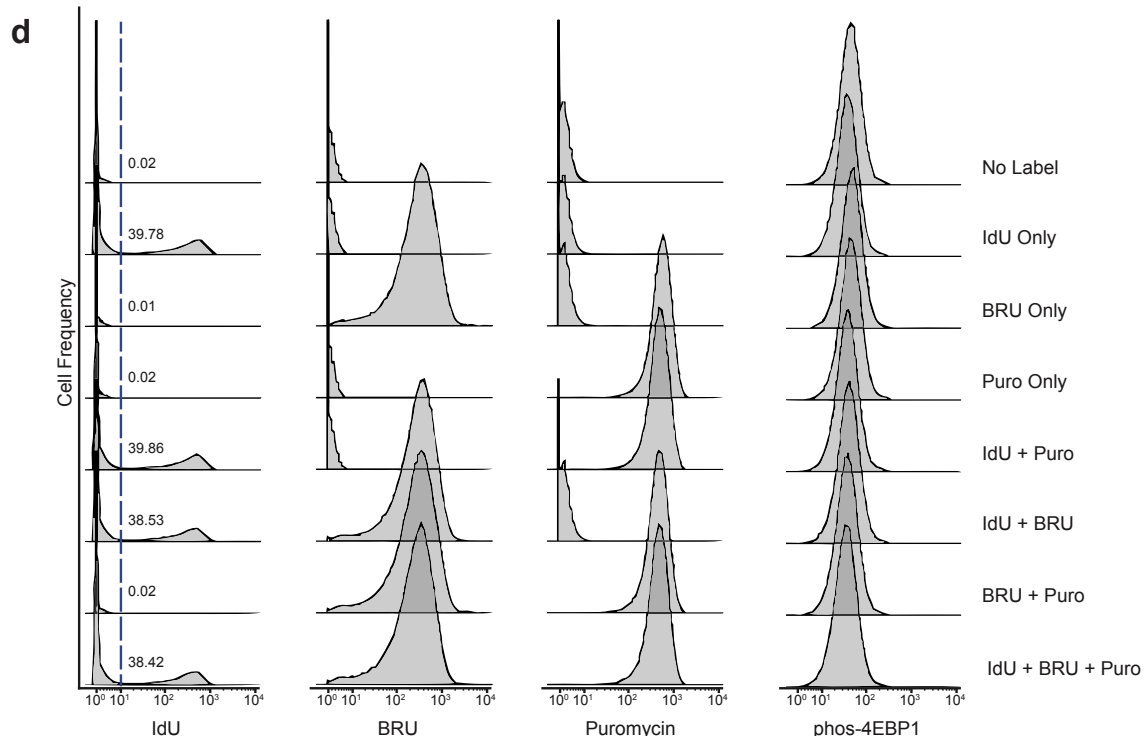 d
Cell Frequency
0.02
39.78
0.01
0.02
39.86
38.53
0.02
38.42
No Label
IdU Only
BRU Only
Puro Only
IdU + Puro
IdU + BRU
BRU + Puro
IdU + BRU + Puro
10⁰ 10¹ 10² 10³ 10⁴
10⁰ 10¹ 10² 10³ 10⁴
10⁰ 10¹ 10² 10³ 10⁴
10⁰ 10¹ 10² 10³ 10⁴
IdU BRU Puromycin phos-4EBP1